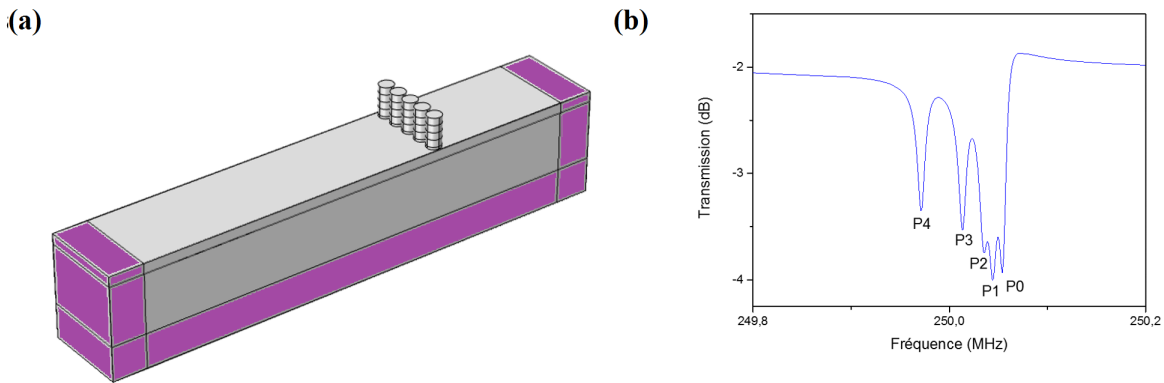 (a)
(b)
-2
-3
-4
Transmission (dB)
P4
P3
P2
P1
P0
249,8
250,0
250,2
Fréquence (MHz)